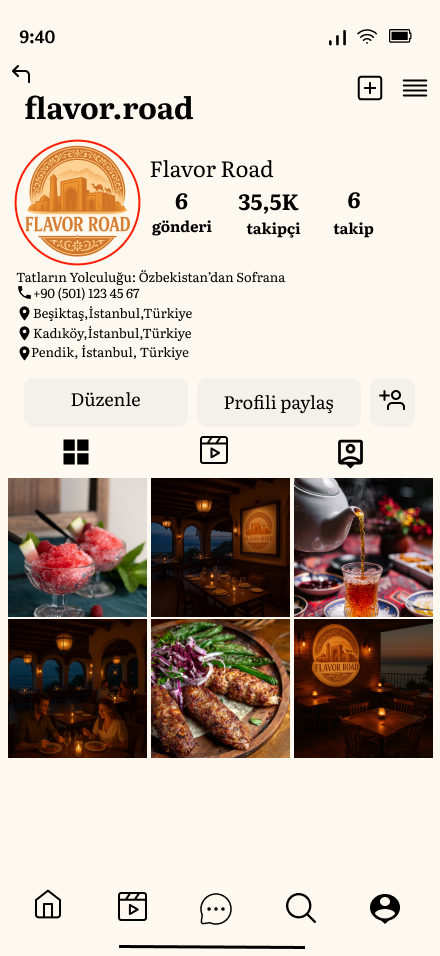 9:40
flavor.road
FLAVOR ROAD
Flavor Road
6 35,5K 6
gönderi takipçi takip
Tatların Yolculuğu: Özbekistan’dan Sofrana
+90 (501) 123 45 67
Beşiktaş,İstanbul,Türkiye
Kadıköy,İstanbul,Türkiye
Pendik, İstanbul, Türkiye
Düzenle Profili paylaş
FLAVOR ROAD
FLAVOR ROAD